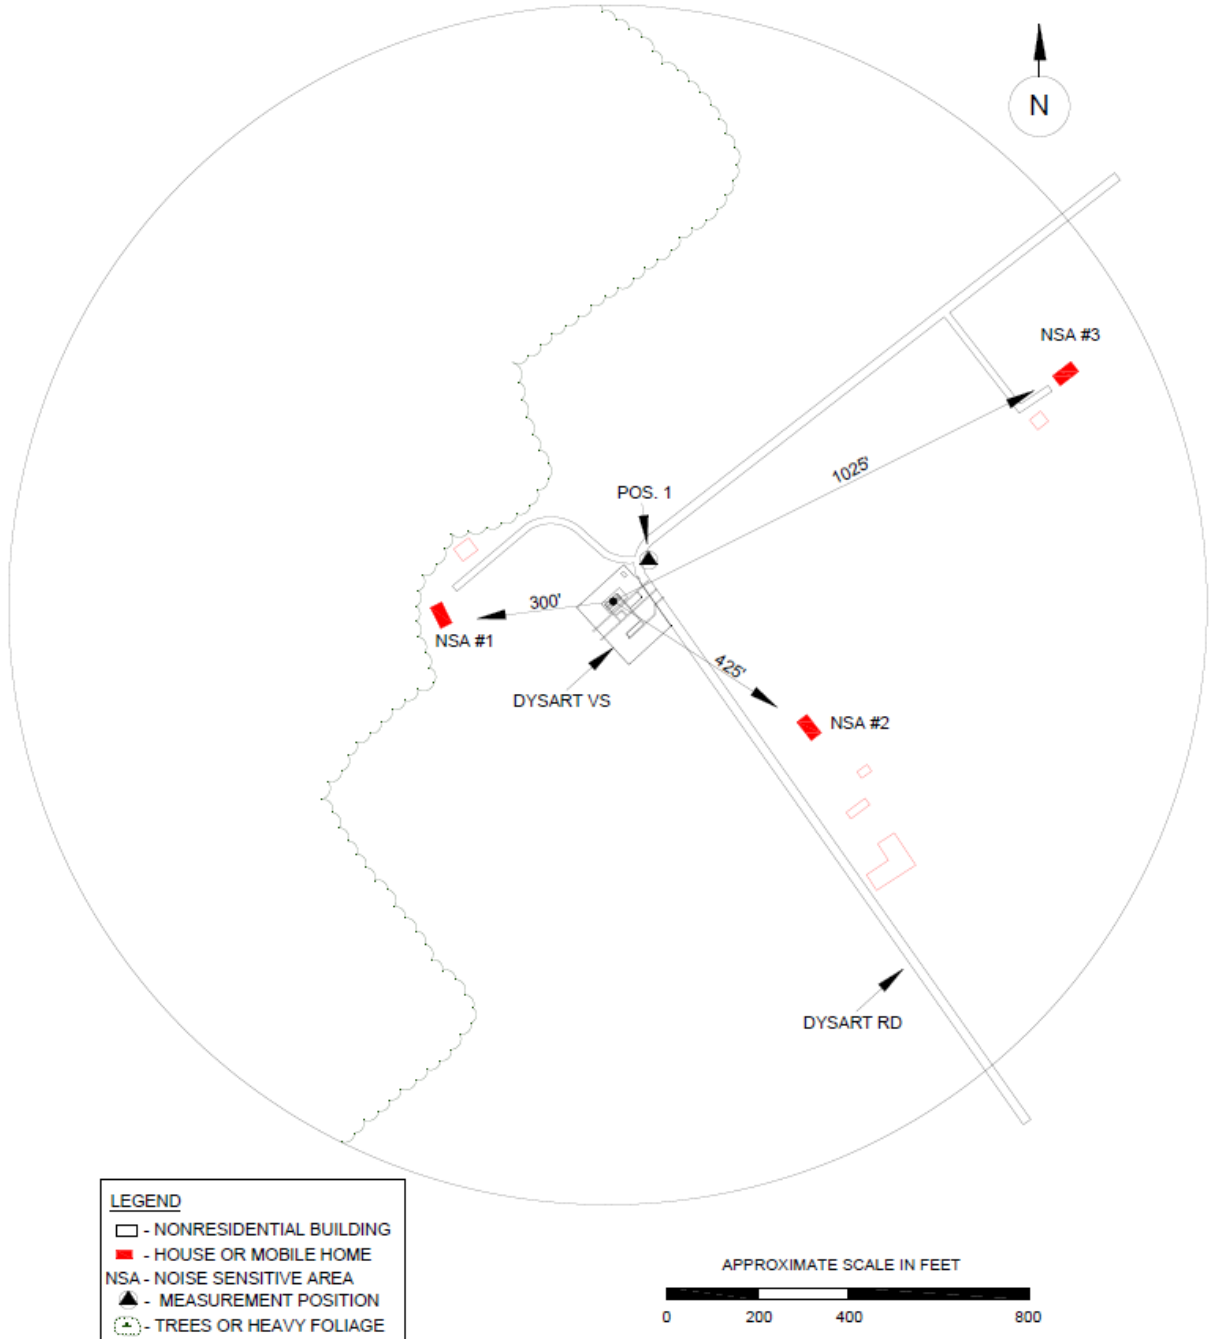 N
NSA #3
1025'
POS. 1
300'
NSA #1
425'
DYSART VS
NSA #2
DYSART RD
LEGEND
- NONRESIDENTIAL BUILDING
- HOUSE OR MOBILE HOME
NSA - NOISE SENSITIVE AREA
- MEASUREMENT POSITION
- TREES OR HEAVY FOLIAGE
APPROXIMATE SCALE IN FEET
0 200 400 800